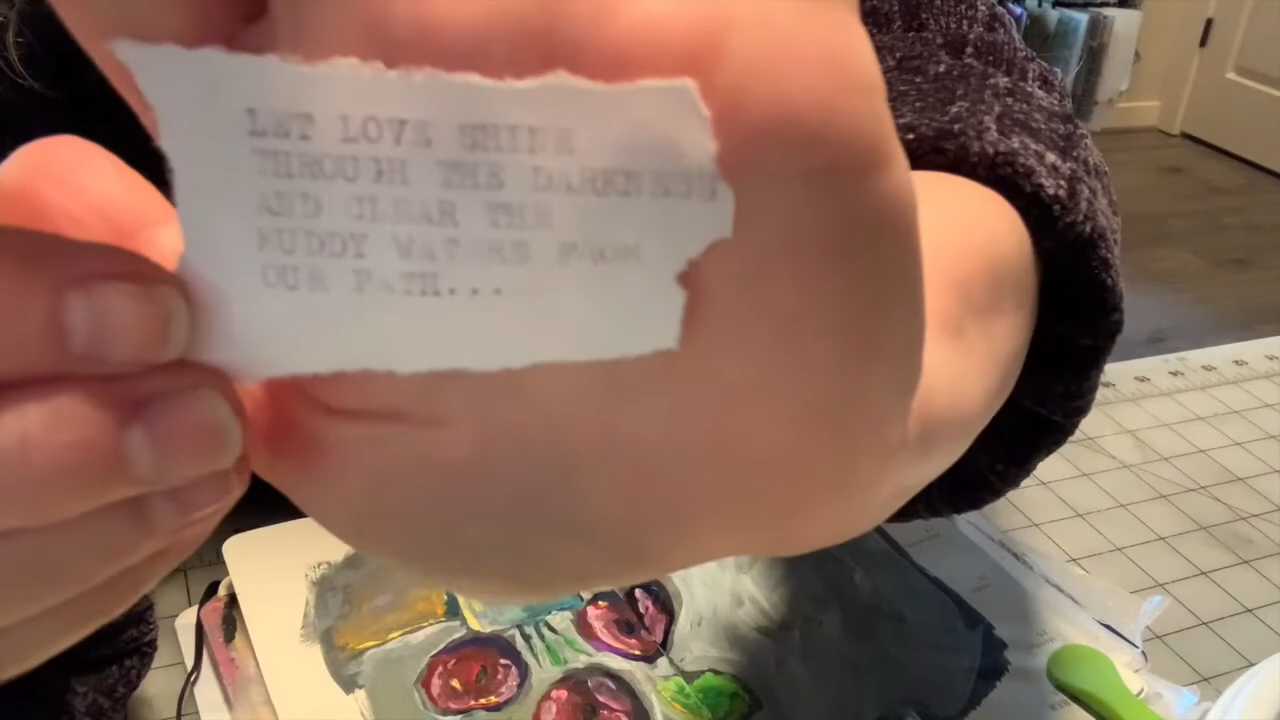 LET LOVE SHINE
THROUGH THE DARKNESS
AND CLEAR THE
MUDDY WATERS FROM
OUR PATH...